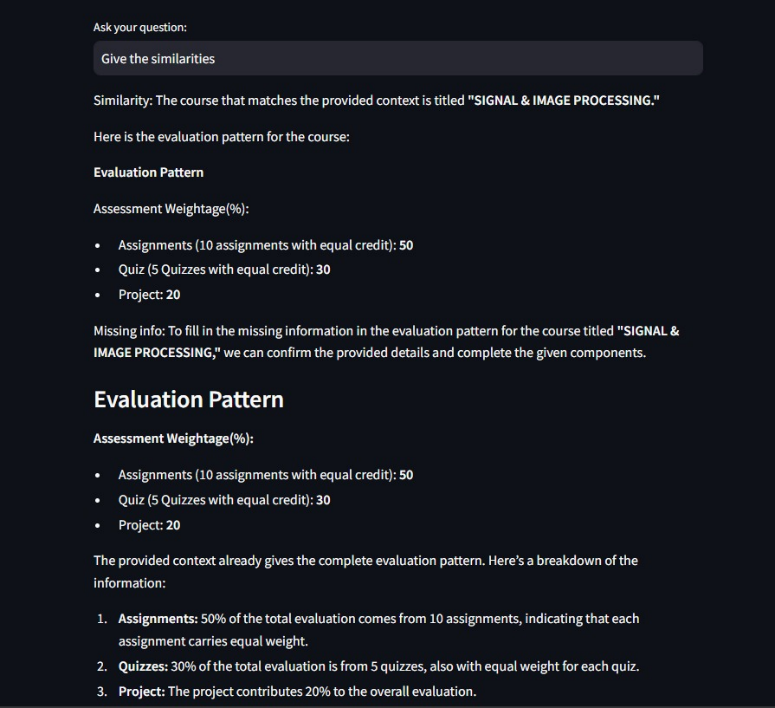 Ask your question:
Give the similarities
Similarity: The course that matches the provided context is titled "SIGNAL & IMAGE PROCESSING."
Here is the evaluation pattern for the course:
Evaluation Pattern
Assessment Weightage(%):
• Assignments (10 assignments with equal credit): 50
• Quiz (5 Quizzes with equal credit): 30
• Project: 20
Missing info: To fill in the missing information in the evaluation pattern for the course titled "SIGNAL &
IMAGE PROCESSING," we can confirm the provided details and complete the given components.
Evaluation Pattern
Assessment Weightage(%):
• Assignments (10 assignments with equal credit): 50
• Quiz (5 Quizzes with equal credit): 30
• Project: 20
The provided context already gives the complete evaluation pattern. Here's a breakdown of the
information:
1. Assignments: 50% of the total evaluation comes from 10 assignments, indicating that each
assignment carries equal weight.
2. Quizzes: 30% of the total evaluation is from 5 quizzes, also with equal weight for each quiz.
3. Project: The project contributes 20% to the overall evaluation.